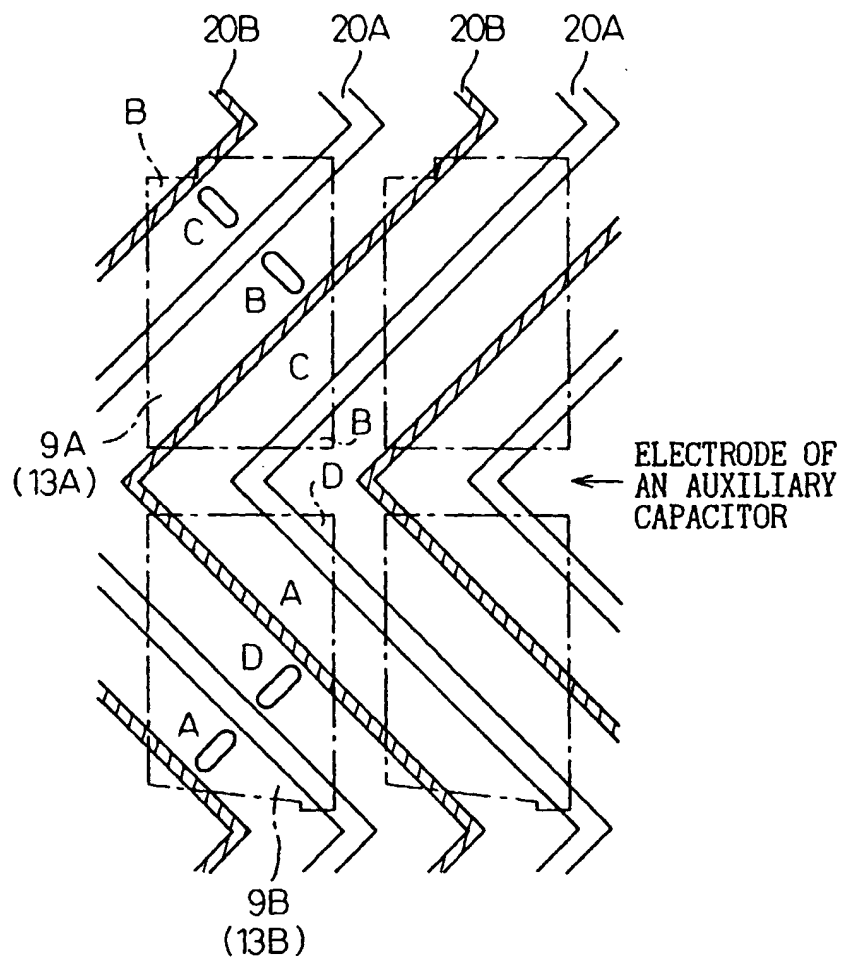 20B 20A 20B 20A
B
C
B
C
9A
(13A)
B
D
ELECTRODE OF
AN AUXILIARY
CAPACITOR
A
D
A
9B
(13B)